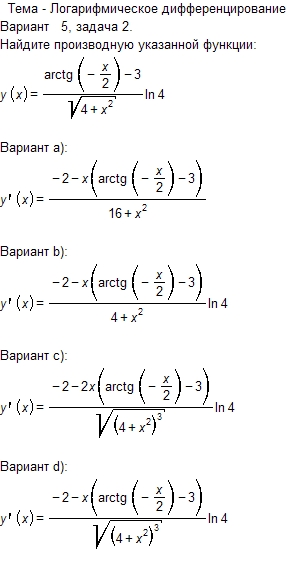 Тема - Логарифмическое дифференцирование
Вариант 5, задача 2.
Найдите производную указанной функции:
y (x) = (arctg(-x/2) - 3) / √(4 + x²) ln 4
Вариант a):
y' (x) = (-2 - x(arctg(-x/2) - 3)) / (16 + x²)
Вариант b):
y' (x) = (-2 - x(arctg(-x/2) - 3)) / (4 + x²) ln 4
Вариант c):
y' (x) = (-2 - 2x(arctg(-x/2) - 3)) / √((4 + x²)³) ln 4
Вариант d):
y' (x) = (-2 - x(arctg(-x/2) - 3)) / √((4 + x²)³) ln 4